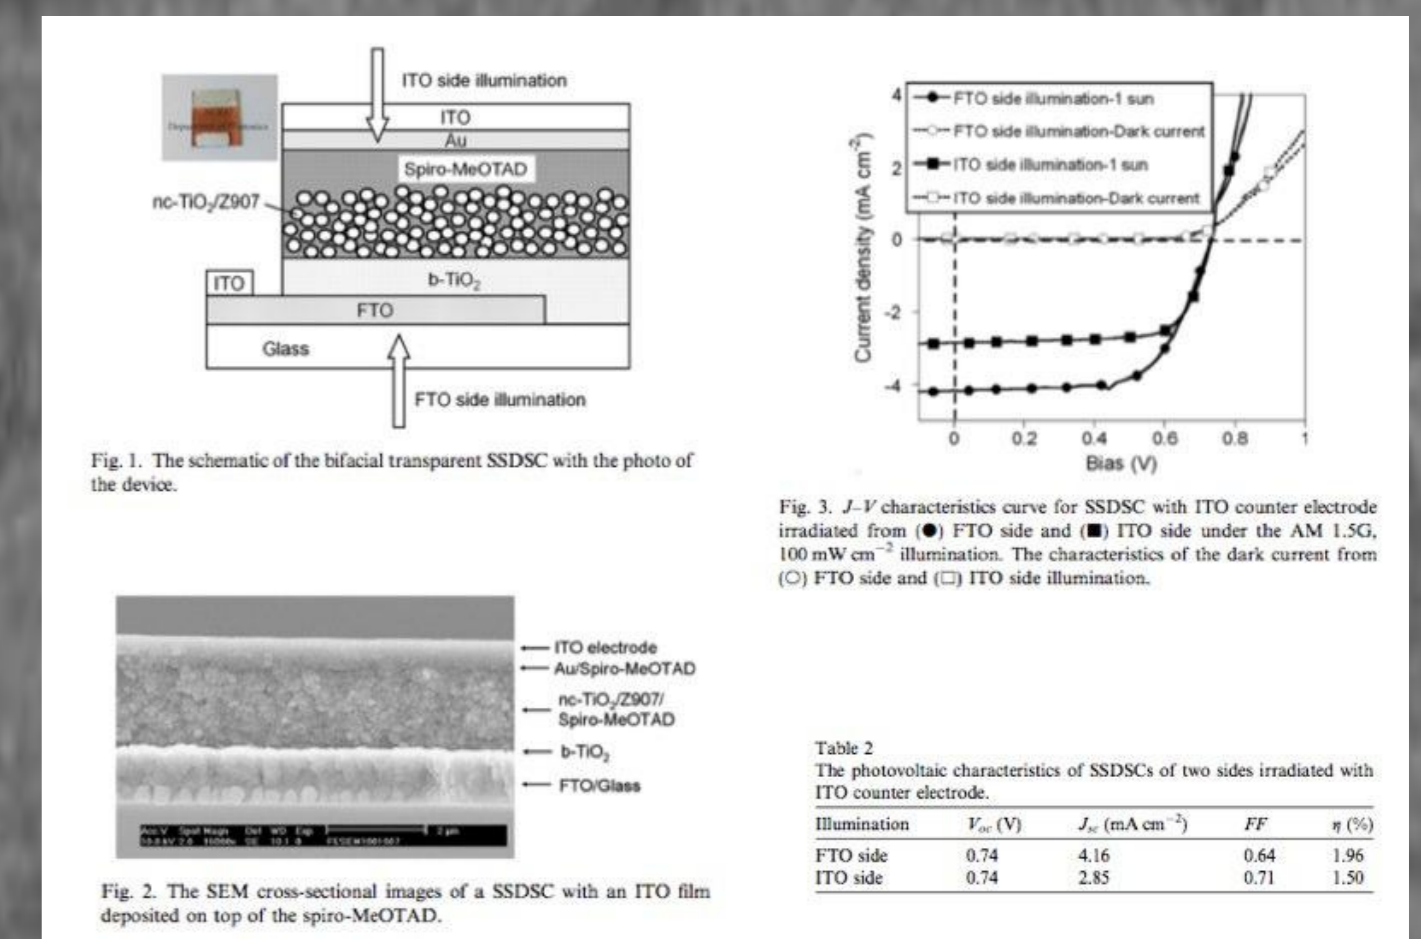 ITO side illumination
ITO
Au
Spiro-MeOTAD
nc-TiO2/Z907
ITO
b-TiO2
FTO
Glass
FTO side illumination
Fig. 1. The schematic of the bifacial transparent SSDSC with the photo of
the device.
ITO electrode
Au/Spiro-MeOTAD
nc-TiO2/Z907/
Spiro-MeOTAD
b-TiO2
FTO/Glass
Acc.V Spot Magn Det WD Exp
2 μm
Fig. 2. The SEM cross-sectional images of a SSDSC with an ITO film
deposited on top of the spiro-MeOTAD.
FTO side illumination-1 sun
FTO side illumination-Dark current
ITO side illumination-1 sun
ITO side illumination-Dark current
Current density (mA cm-2)
4
2
0
-2
-4
0 0.2 0.4 0.6 0.8 1
Bias (V)
Fig. 3. J–V characteristics curve for SSDSC with ITO counter electrode
irradiated from (●) FTO side and (■) ITO side under the AM 1.5G,
100 mW cm−2 illumination. The characteristics of the dark current from
(○) FTO side and (□) ITO side illumination.
Table 2
The photovoltaic characteristics of SSDSCs of two sides irradiated with
ITO counter electrode.
Illumination Voc (V) Jsc (mA cm−2) FF η (%)
FTO side 0.74 4.16 0.64 1.96
ITO side 0.74 2.85 0.71 1.50